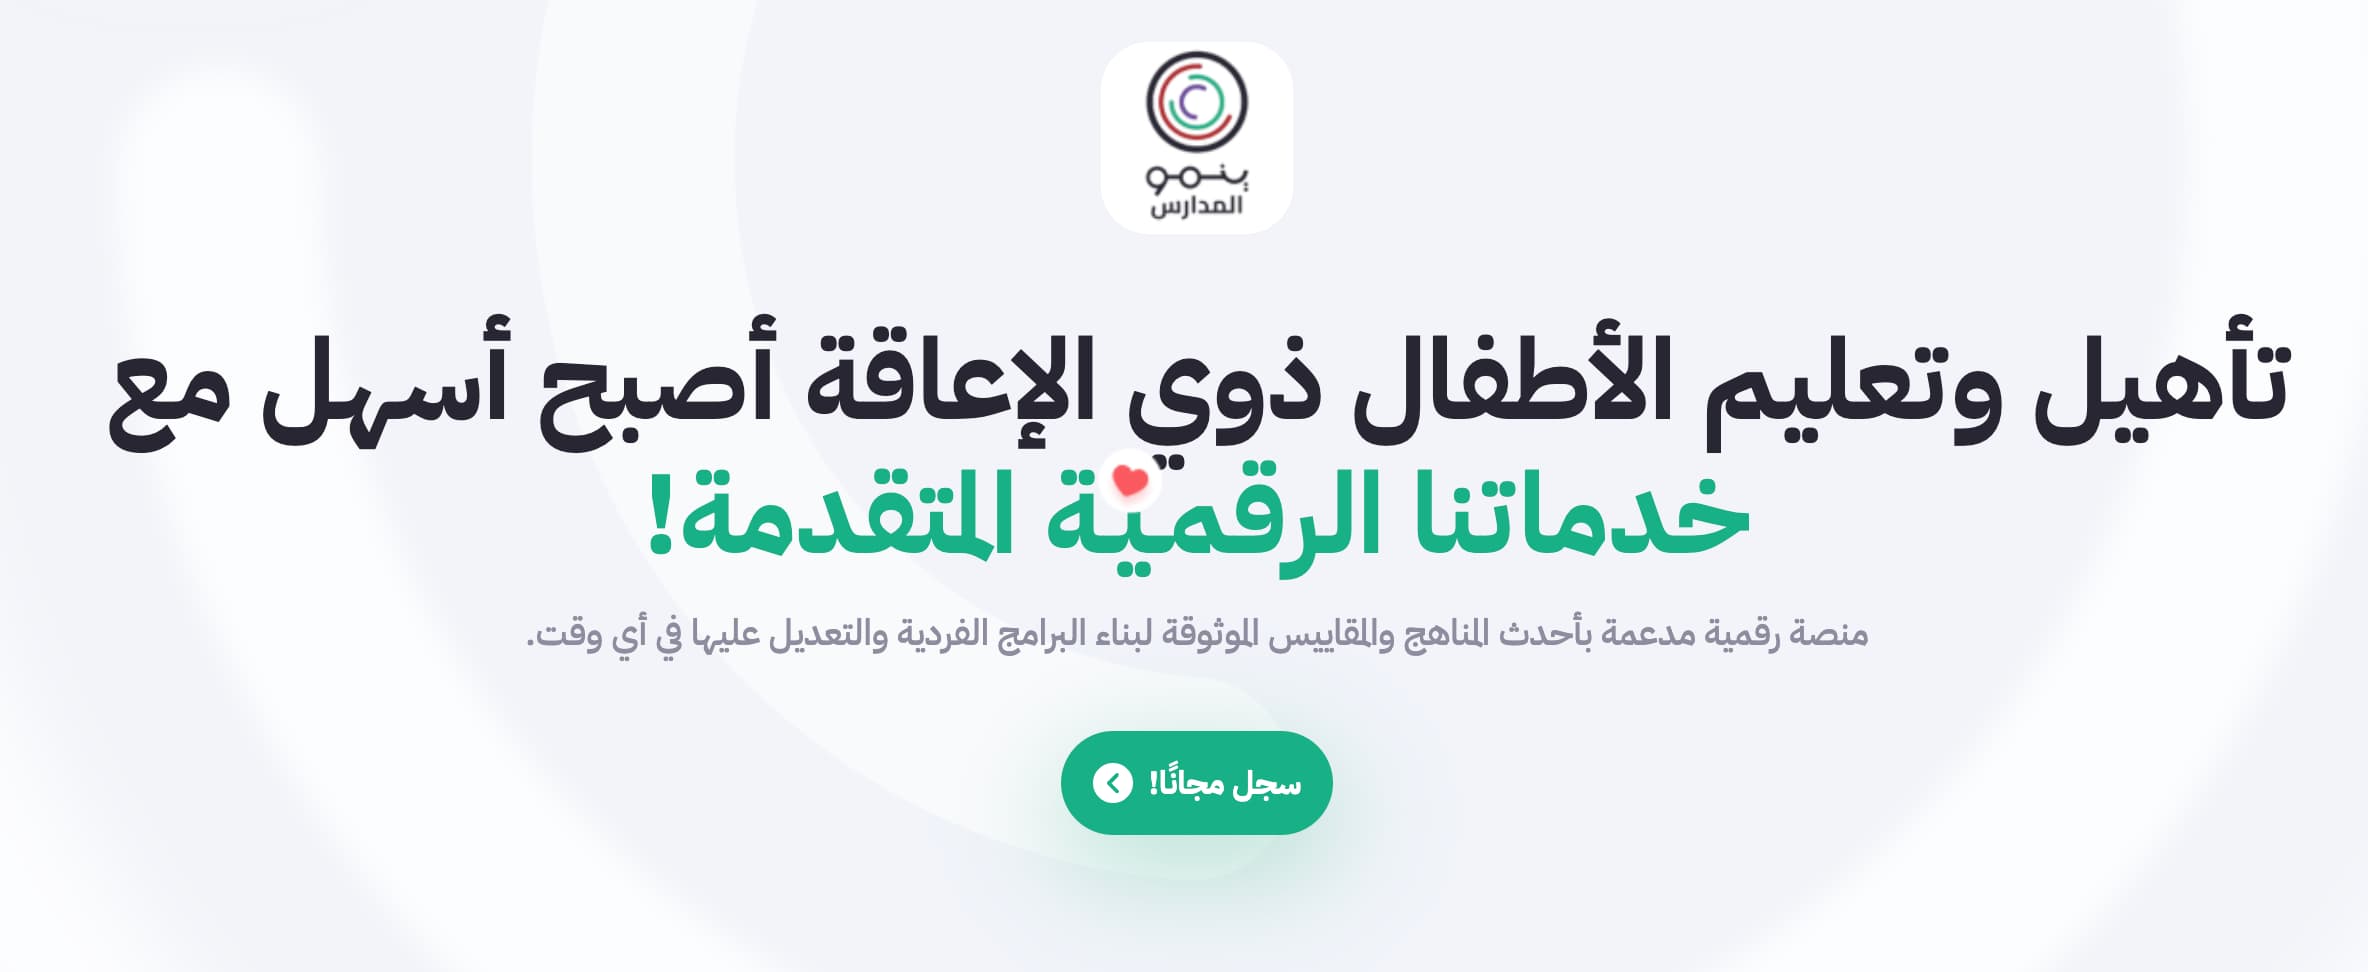 ينمو
المدارس
تأهيل وتعليم الأطفال ذوي الإعاقة أصبح أسهل مع
خدماتنا الرقمية المتقدمة!
منصة رقمية مدعمة بأحدث المناهج والمقاييس الموثوقة لبناء البرامج الفردية والتعديل عليها في أي وقت.
سجل مجانًا!